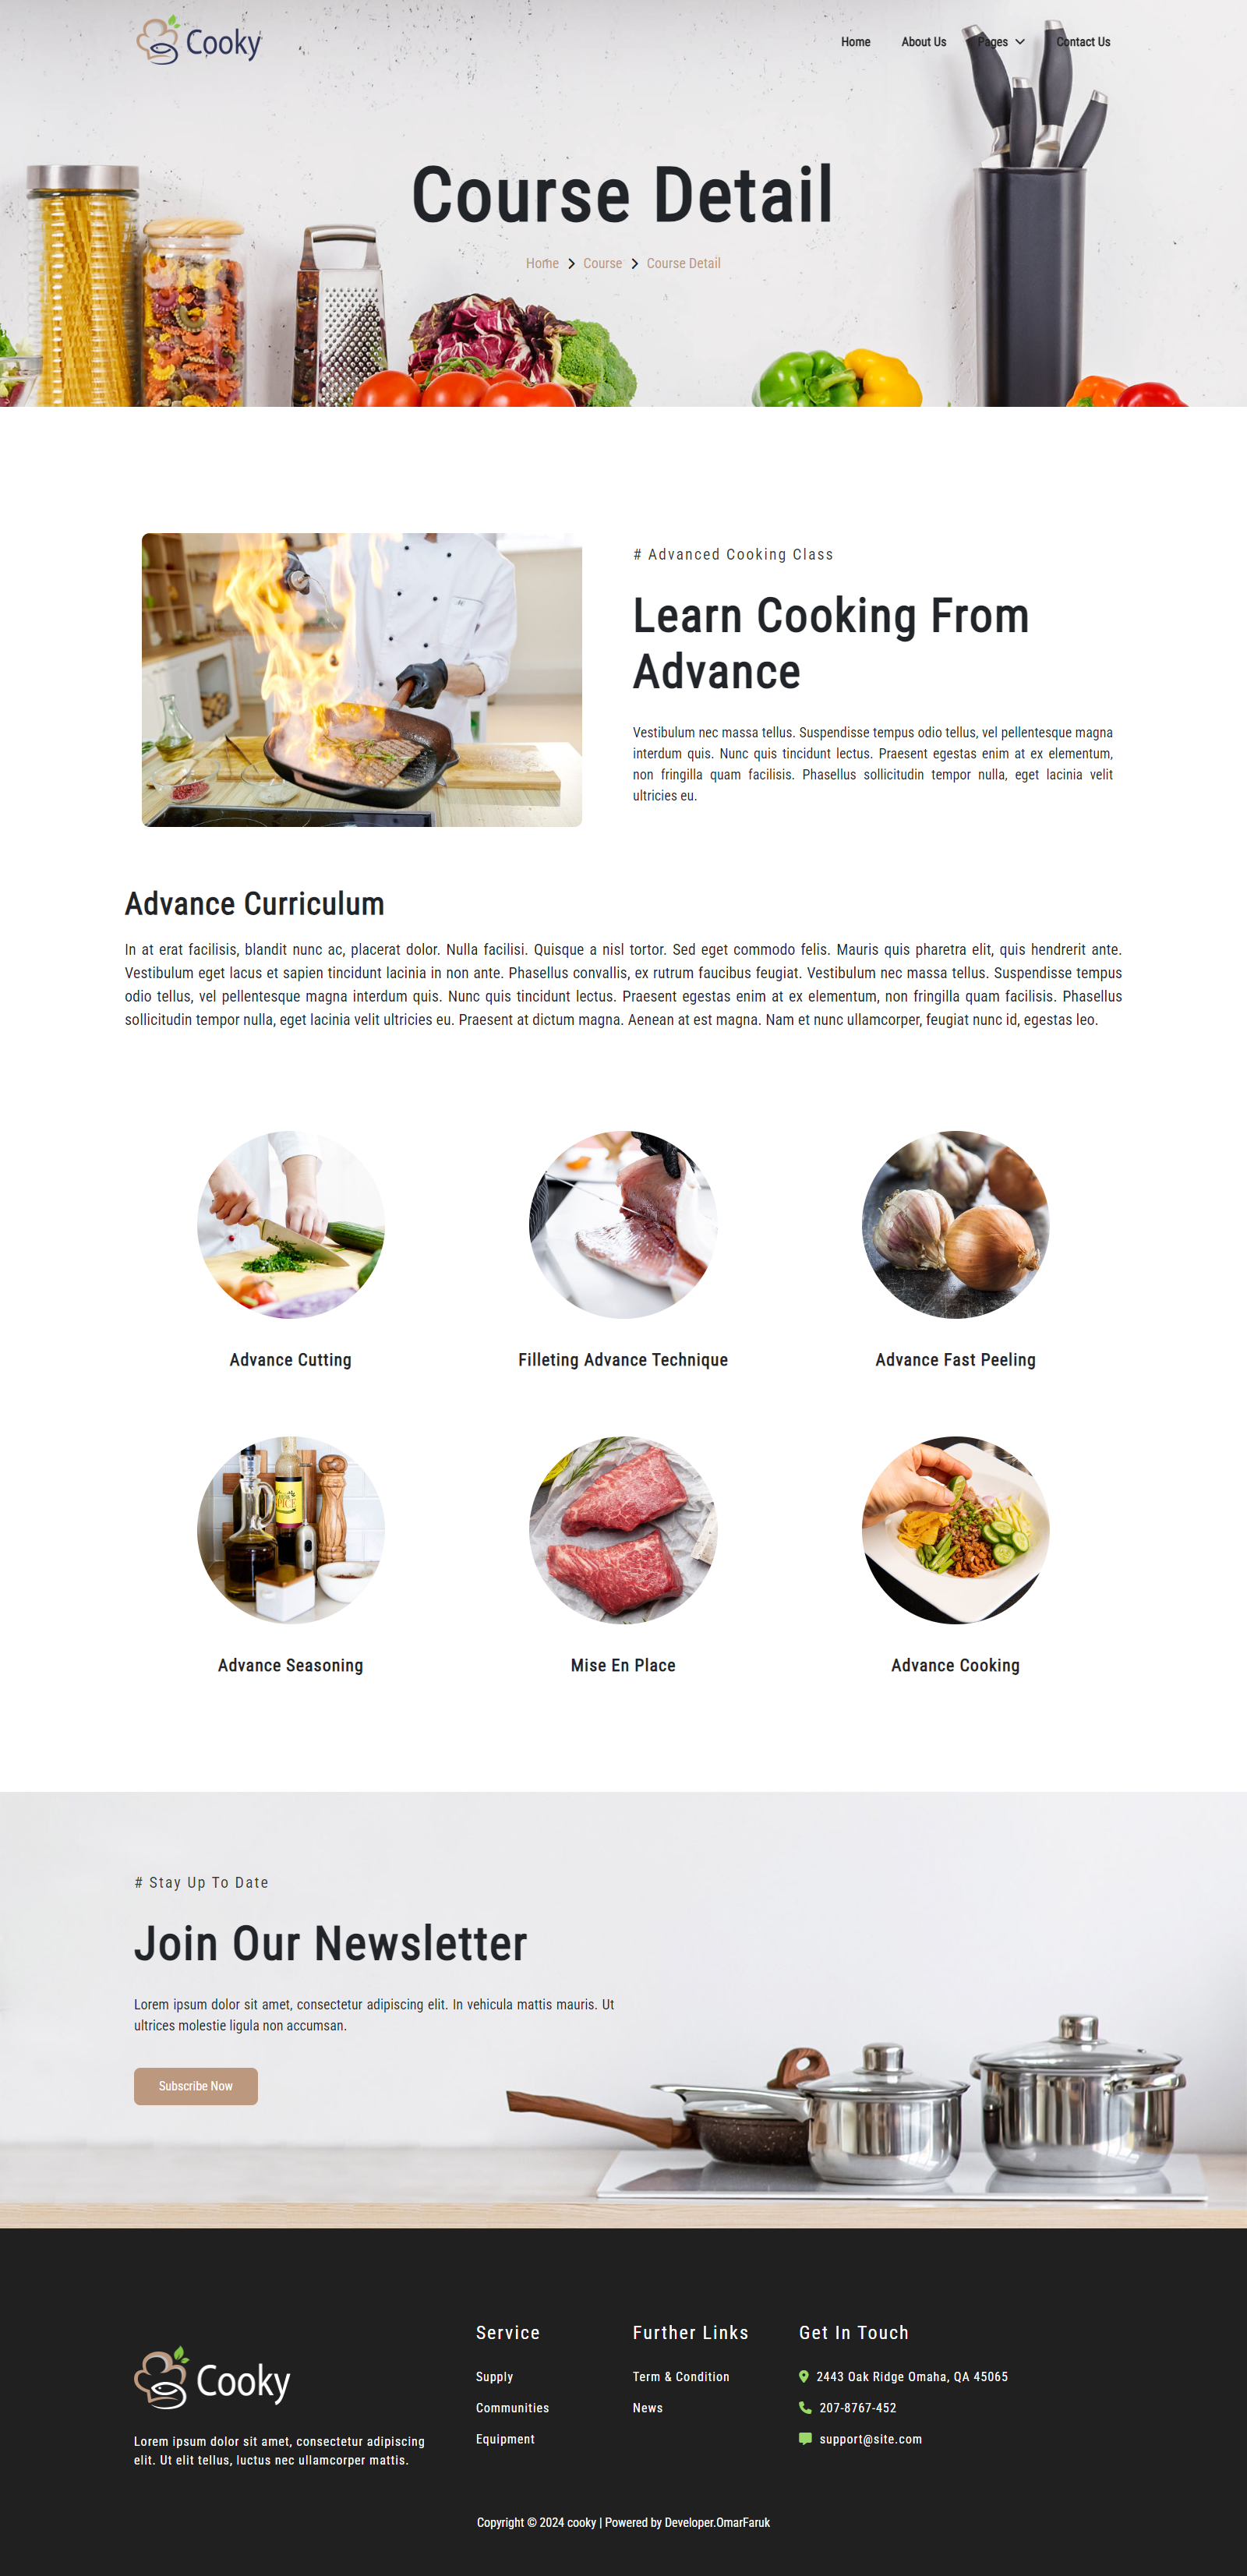 Cooky
Home About Us Pages Contact Us
Course Detail
Home Course Course Detail
# Advanced Cooking Class
Learn Cooking From
Advance
Vestibulum nec massa tellus. Suspendisse tempus odio tellus, vel pellentesque magna
interdum quis. Nunc quis tincidunt lectus. Praesent egestas enim at ex elementum,
non fringilla quam facilisis. Phasellus sollicitudin tempor nulla, eget lacinia velit
ultricies eu.
Advance Curriculum
In at erat facilisis, blandit nunc ac, placerat dolor. Nulla facilisi. Quisque a nisl tortor. Sed eget commodo felis. Mauris quis pharetra elit, quis hendrerit ante.
Vestibulum eget lacus et sapien tincidunt lacinia in non ante. Phasellus convallis, ex rutrum faucibus feugiat. Vestibulum nec massa tellus. Suspendisse tempus
odio tellus, vel pellentesque magna interdum quis. Nunc quis tincidunt lectus. Praesent egestas enim at ex elementum, non fringilla quam facilisis. Phasellus
sollicitudin tempor nulla, eget lacinia velit ultricies eu. Praesent at dictum magna. Aenean at est magna. Nam et nunc ullamcorper, feugiat nunc id, egestas leo.
Advance Cutting
Filleting Advance Technique
Advance Fast Peeling
SPICE
Advance Seasoning
Mise En Place
Advance Cooking
# Stay Up To Date
Join Our Newsletter
Lorem ipsum dolor sit amet, consectetur adipiscing elit. In vehicula mattis mauris. Ut
ultrices molestie ligula non accumsan.
Subscribe Now
Cooky
Lorem ipsum dolor sit amet, consectetur adipiscing
elit. Ut elit tellus, luctus nec ullamcorper mattis.
Service
Supply
Communities
Equipment
Further Links
Term & Condition
News
Get In Touch
2443 Oak Ridge Omaha, QA 45065
207-8767-452
support@site.com
Copyright © 2024 cooky | Powered by Developer.OmarFaruk